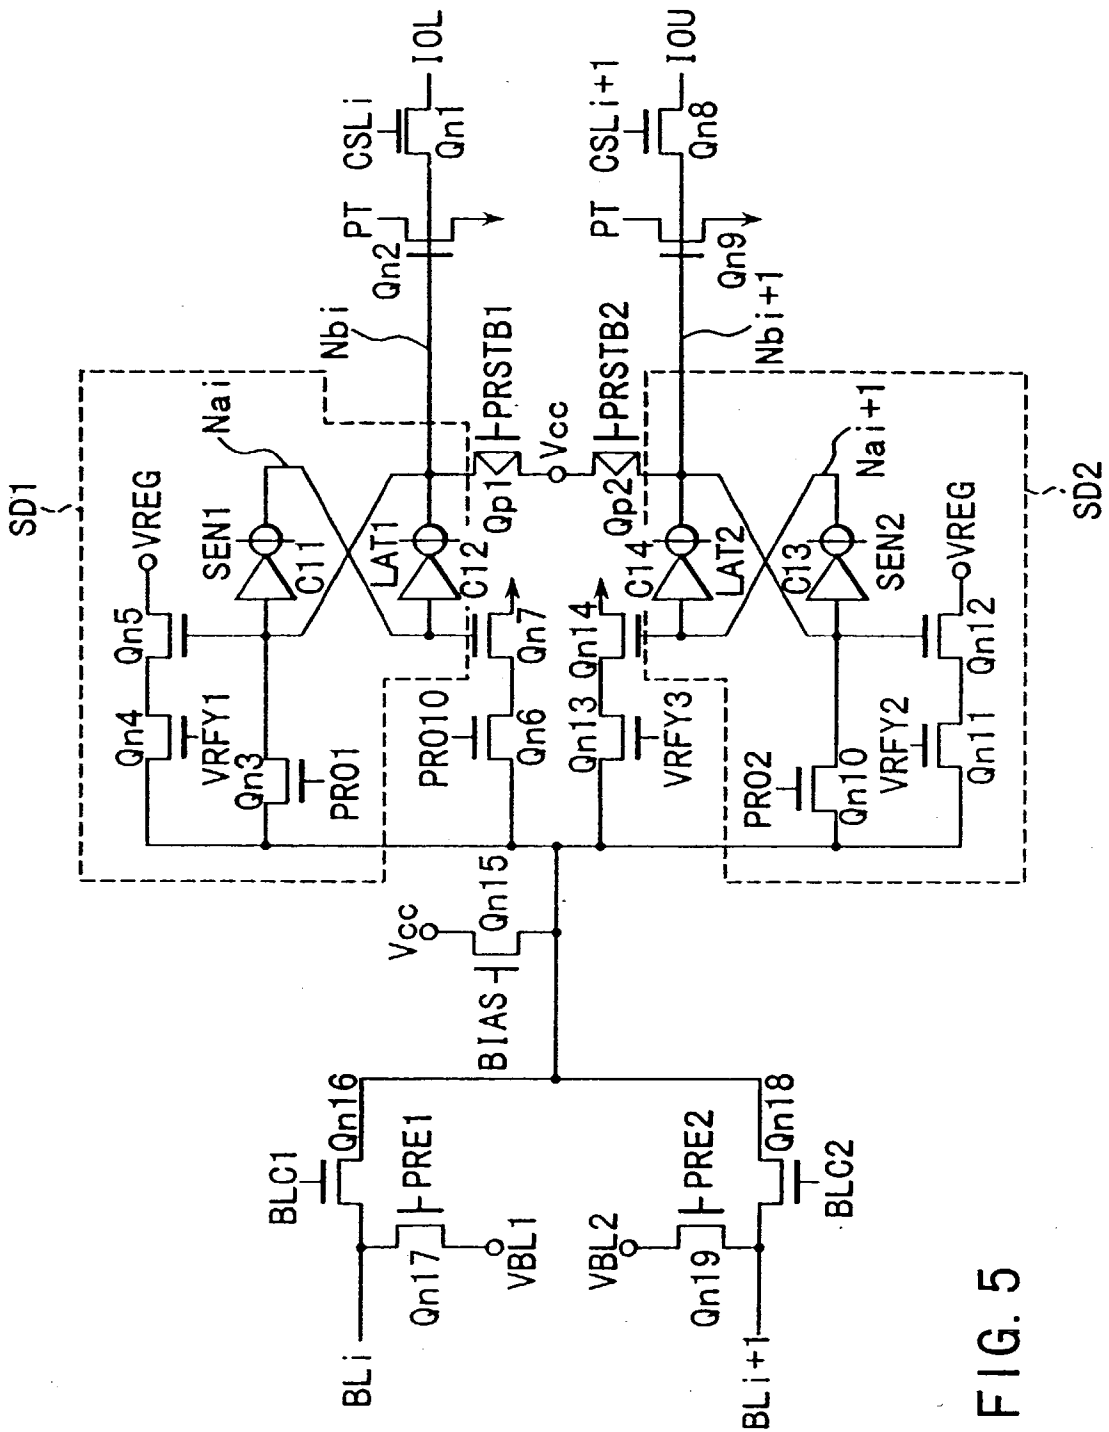 SD1
VREG
Qn5
Qn4
VRFY1
SEN1
C11
Nai
Qn3
PRO1
LAT1
C12
Nbi
CSLi
IOL
Qn1
PT
Qn2
PRO10
Qn6
Qn7
Qp1
PRSTB1
Vcc
Qp2
PRSTB2
BLC1
Qn16
BLi
Qn17
PRE1
VBL1
Vcc
BIAS
Qn15
Qn13
Qn14
VRFY3
C14
LAT2
CSLi+1
IOU
Qn8
PT
Qn9
Nbi+1
VBL2
Qn19
PRE2
BLi+1
Qn18
BLC2
PRO2
Qn10
C13
SEN2
Nai+1
VRFY2
Qn11
Qn12
VREG
SD2
FIG. 5